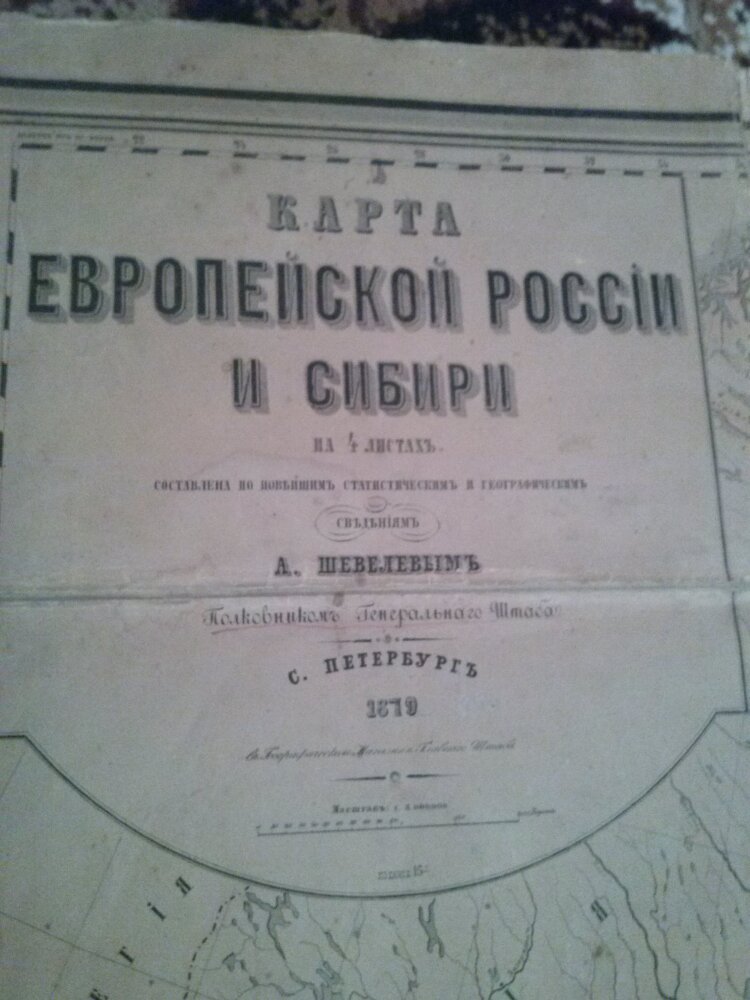 КАРТА
ЕВРОПЕЙСКОЙ РОССІИ
И СИБИРИ
НА 4 ЛИСТАХЪ.
СОСТАВЛЕНА ПО НОВѢЙШИМЪ СТАТИСТИЧЕСКИМЪ И ГЕОГРАФИЧЕСКИМЪ
СВѢДѢНІЯМЪ
А. ШЕВЕЛЕВЫМЪ
Полковникомъ Генеральнаго Штаба
С. ПЕТЕРБУРГЪ
1879
Масштабъ: